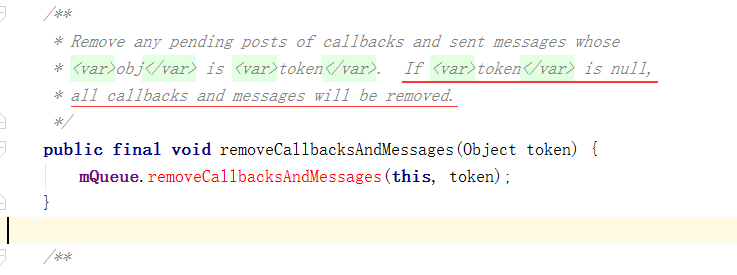 /**
* Remove any pending posts of callbacks and sent messages whose
* <var>obj</var> is <var>token</var>.  If <var>token</var> is null,
* all callbacks and messages will be removed.
*/
public final void removeCallbacksAndMessages(Object token) {
mQueue.removeCallbacksAndMessages(this, token);
}
/**